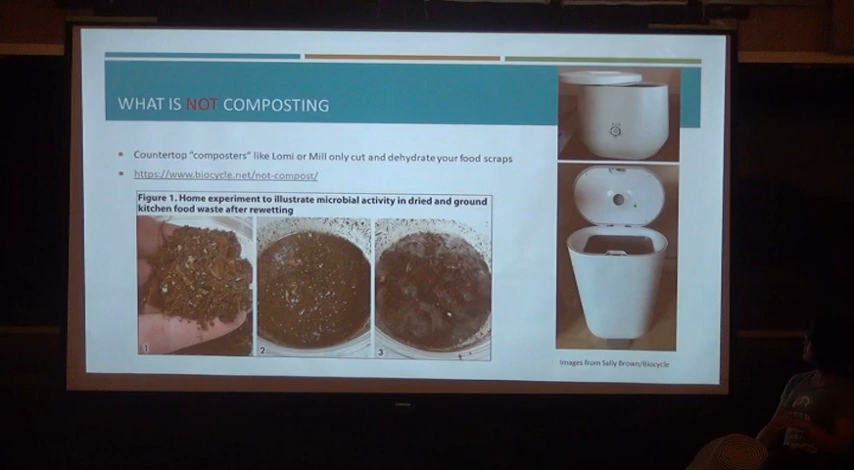 WHAT IS NOT COMPOSTING
Countertop "composters" like Lomi or Mill only cut and dehydrate your food scraps
https://www.biocycle.net/not-compost/
Figure 1. Home experiment to illustrate microbial activity in dried and ground
kitchen food waste after rewetting
1
2
3
Images from Sally Brown/Biocycle